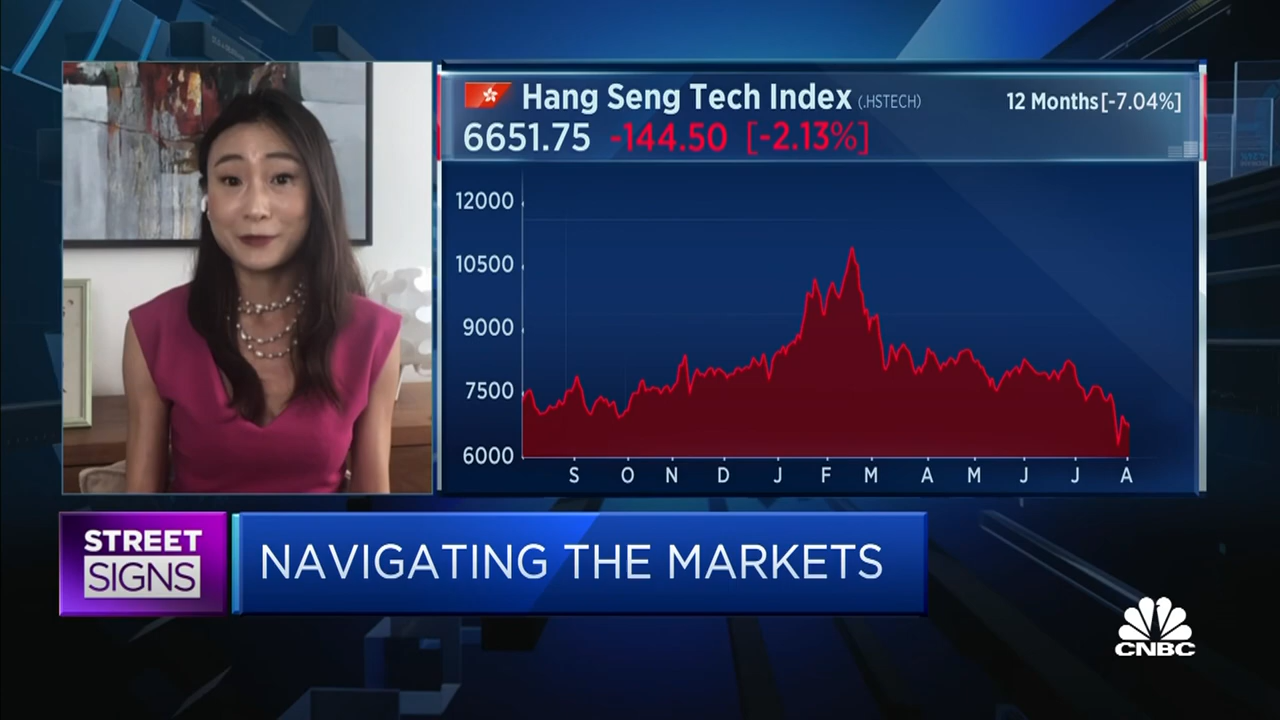 Hang Seng Tech Index (.HSTECH) 12 Months[-7.04%]
6651.75 -144.50 [-2.13%]
12000
10500
9000
7500
6000
S O N D J F M A M J J A
STREET
SIGNS
NAVIGATING THE MARKETS
CNBC